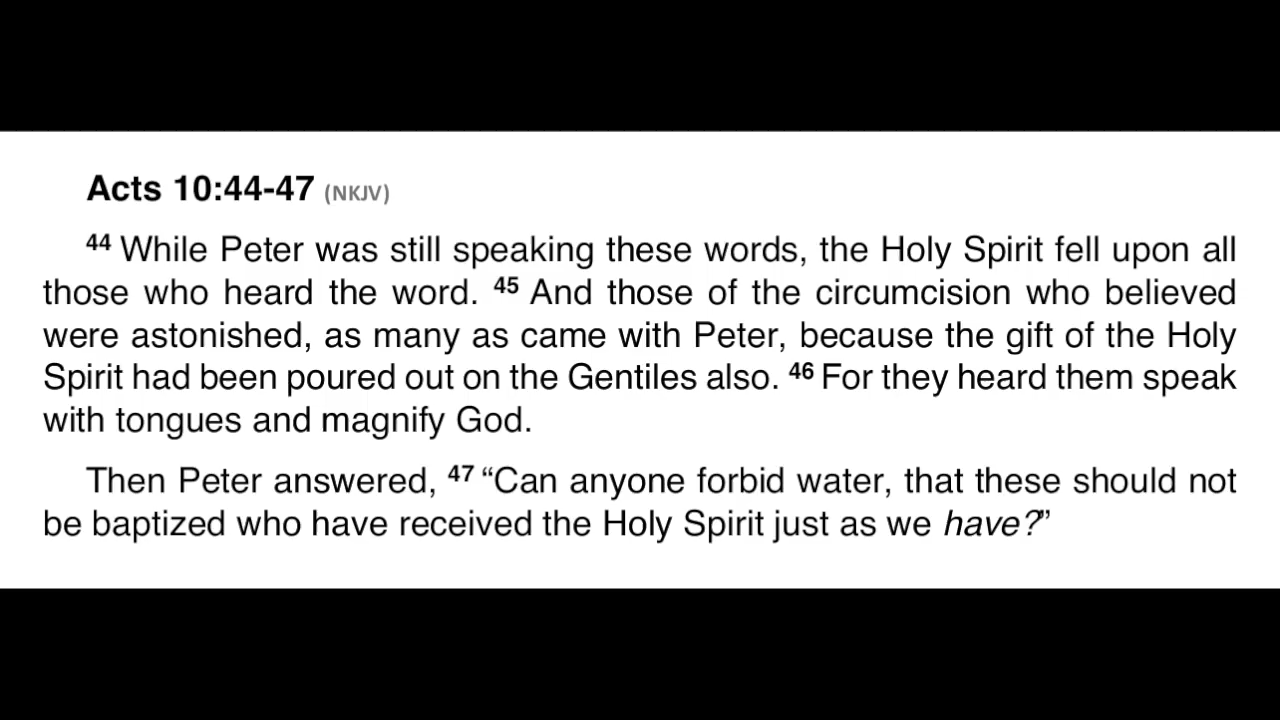 Acts 10:44-47 (NKJV)
44 While Peter was still speaking these words, the Holy Spirit fell upon all
those who heard the word. 45 And those of the circumcision who believed
were astonished, as many as came with Peter, because the gift of the Holy
Spirit had been poured out on the Gentiles also. 46 For they heard them speak
with tongues and magnify God.
Then Peter answered, 47 “Can anyone forbid water, that these should not
be baptized who have received the Holy Spirit just as we have?”